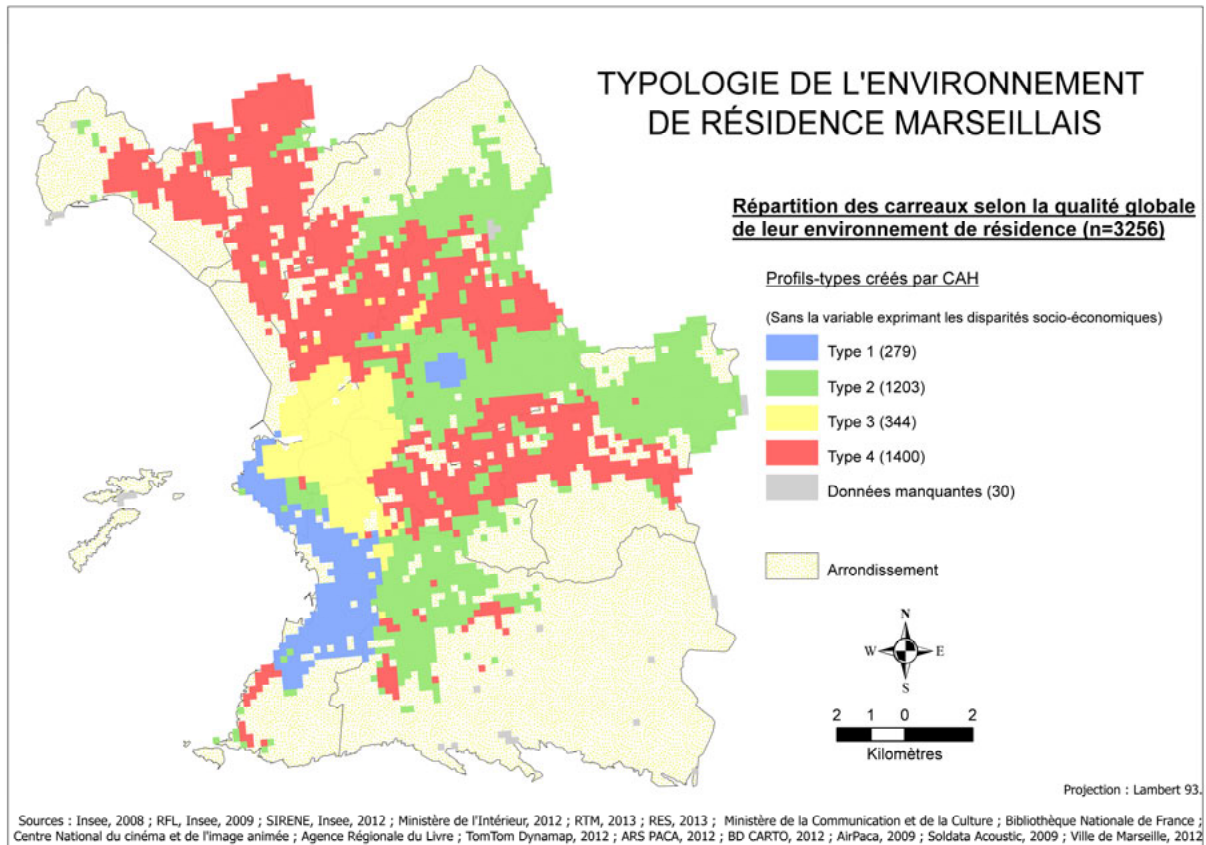 TYPOLOGIE DE L'ENVIRONNEMENT
DE RÉSIDENCE MARSEILLAIS
Répartition des carreaux selon la qualité globale
de leur environnement de résidence (n=3256)
Profils-types créés par CAH
(Sans la variable exprimant les disparités socio-économiques)
Type 1 (279)
Type 2 (1203)
Type 3 (344)
Type 4 (1400)
Données manquantes (30)
Arrondissement
N
W E
S
2 1 0 2
Kilomètres
Projection : Lambert 93.
Sources : Insee, 2008 ; RFL, Insee, 2009 ; SIRENE, Insee, 2012 ; Ministère de l'Intérieur, 2012 ; RTM, 2013 ; RES, 2013 ; Ministère de la Communication et de la Culture ; Bibliothèque Nationale de France ;
Centre National du cinéma et de l'image animée ; Agence Régionale du Livre ; TomTom Dynamap, 2012 ; ARS PACA, 2012 ; BD CARTO, 2012 ; AirPaca, 2009 ; Soldata Acoustic, 2009 ; Ville de Marseille, 2012